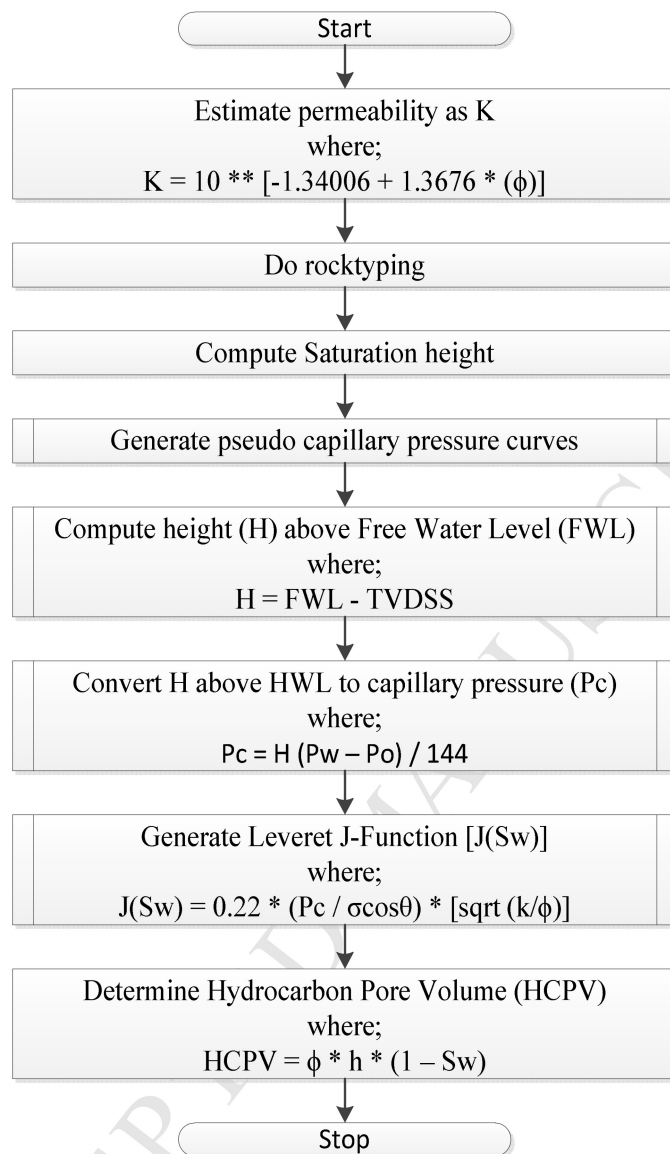 Start
Estimate permeability as K
where;
K = 10 ** [-1.34006 + 1.3676 * (ϕ)]
Do rocktyping
Compute Saturation height
Generate pseudo capillary pressure curves
Compute height (H) above Free Water Level (FWL)
where;
H = FWL - TVDSS
Convert H above HWL to capillary pressure (Pc)
where;
Pc = H (Pw – Po) / 144
Generate Leveret J-Function [J(Sw)]
where;
J(Sw) = 0.22 * (Pc / σcosθ) * [sqrt (k/ϕ)]
Determine Hydrocarbon Pore Volume (HCPV)
where;
HCPV = ϕ * h * (1 – Sw)
Stop